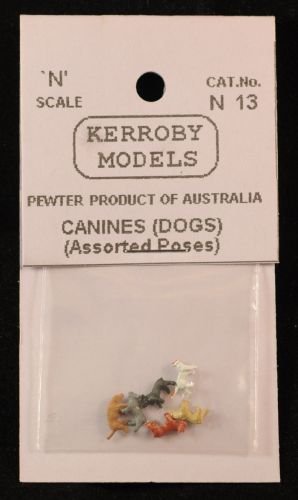 'N' CAT.No.
SCALE N 13
KERROBY
MODELS
PEWTER PRODUCT OF AUSTRALIA
CANINES (DOGS)
(Assorted Poses)